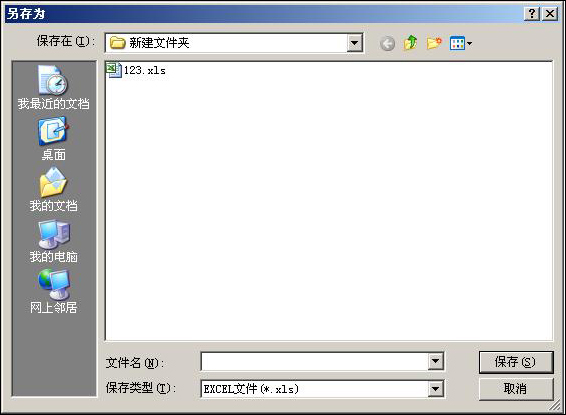 另存为
保存在(I):
新建文件夹
123.xls
我最近的文档
桌面
我的文档
我的电脑
网上邻居
文件名(N):
保存(S)
保存类型(T):
EXCEL文件(*.xls)
取消